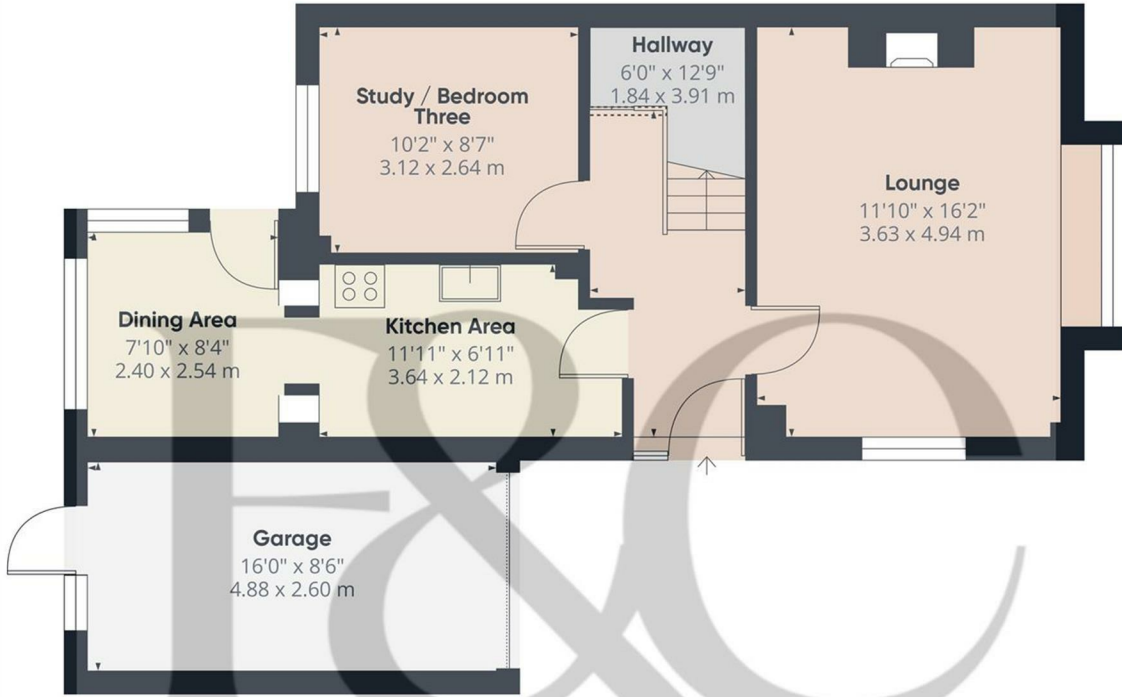 Study / Bedroom
Three
10'2" x 8'7"
3.12 x 2.64 m
Hallway
6'0" x 12'9"
1.84 x 3.91 m
Lounge
11'10" x 16'2"
3.63 x 4.94 m
Dining Area
7'10" x 8'4"
2.40 x 2.54 m
Kitchen Area
11'11" x 6'11"
3.64 x 2.12 m
Garage
16'0" x 8'6"
4.88 x 2.60 m
F&C